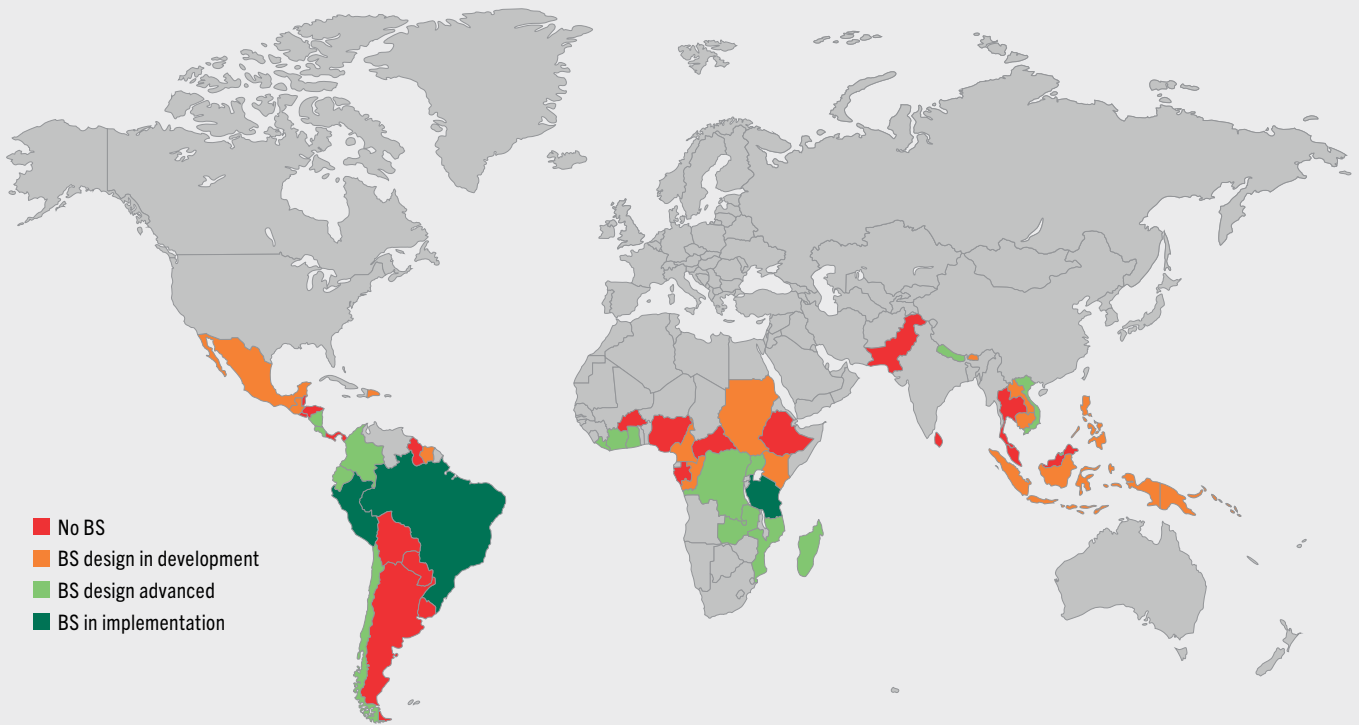 No BS
BS design in development
BS design advanced
BS in implementation